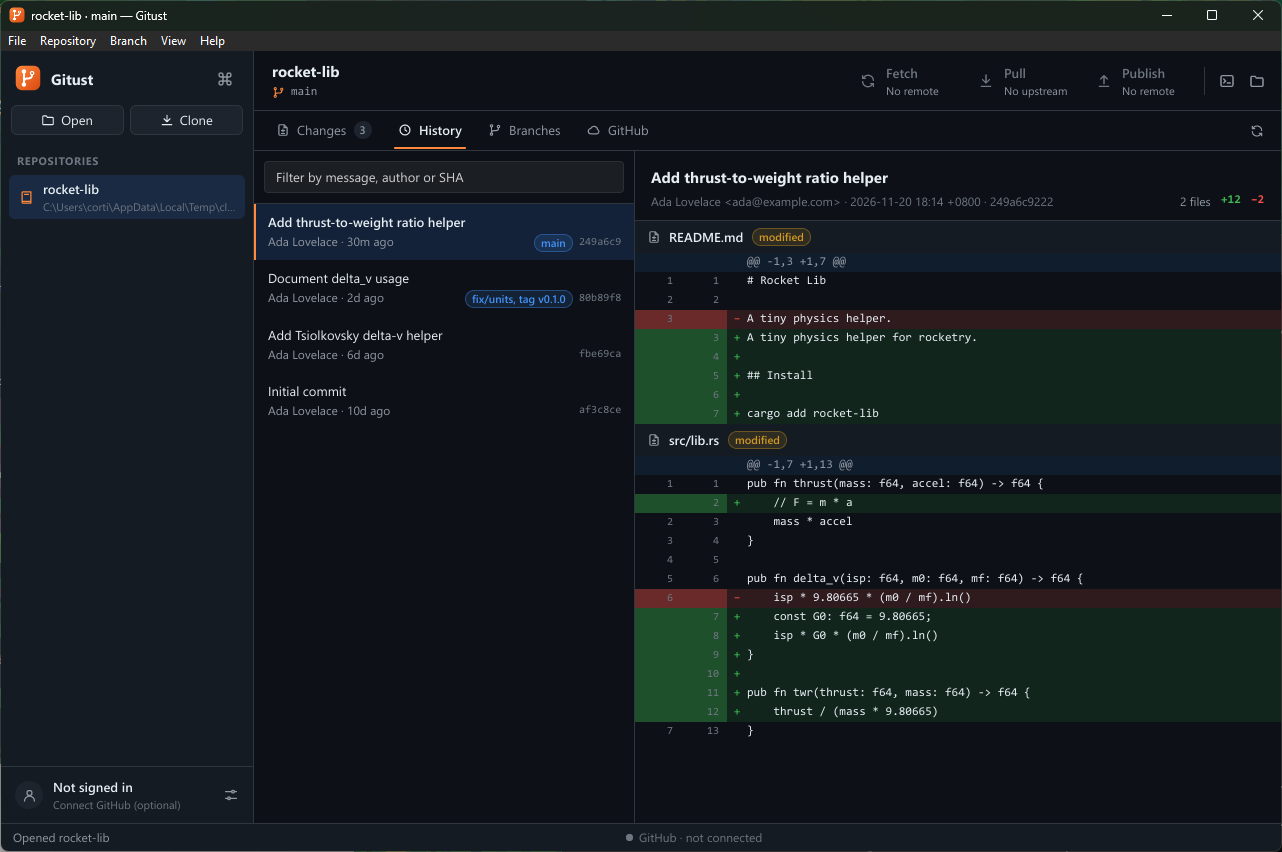 rocket-lib · main — Gitust
File Repository Branch View Help
Gitust
⌘
Open
Clone
REPOSITORIES
rocket-lib
C:\Users\corti\AppData\Local\Temp\cl...
Not signed in
Connect GitHub (optional)
rocket-lib
main
Fetch
No remote
Pull
No upstream
Publish
No remote
Changes 3
History
Branches
GitHub
Filter by message, author or SHA
Add thrust-to-weight ratio helper
Ada Lovelace · 30m ago main 249a6c9
Document delta_v usage
Ada Lovelace · 2d ago fix/units, tag v0.1.0 80b89f8
Add Tsiolkovsky delta-v helper
Ada Lovelace · 6d ago fbe69ca
Initial commit
Ada Lovelace · 10d ago af3c8ce
Add thrust-to-weight ratio helper
Ada Lovelace <ada@example.com> · 2026-11-20 18:14 +0800 · 249a6c9222 2 files +12 −2
README.md modified
@@ -1,3 +1,7 @@
1 1 # Rocket Lib
2 2
3 − A tiny physics helper.
3 + A tiny physics helper for rocketry.
4 +
5 + ## Install
6 +
7 + cargo add rocket-lib
src/lib.rs modified
@@ -1,7 +1,13 @@
1 1 pub fn thrust(mass: f64, accel: f64) -> f64 {
2 + // F = m * a
2 3 mass * accel
3 4 }
4 5
5 6 pub fn delta_v(isp: f64, m0: f64, mf: f64) -> f64 {
6 − isp * 9.80665 * (m0 / mf).ln()
7 + const G0: f64 = 9.80665;
8 + isp * G0 * (m0 / mf).ln()
9 + }
10 +
11 + pub fn twr(thrust: f64, mass: f64) -> f64 {
12 + thrust / (mass * 9.80665)
7 13 }
Opened rocket-lib
GitHub · not connected